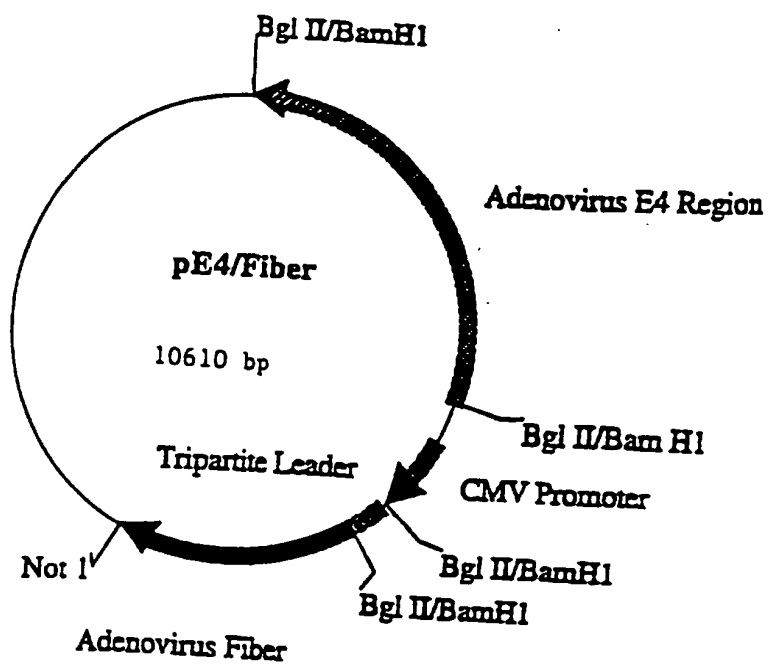 Bgl II/BamH1
Adenovirus E4 Region
pE4/Fiber
10610 bp
Bgl II/Bam H1
Tripartite Leader
CMV Promoter
Bgl II/BamH1
Not 1
Bgl II/BamH1
Adenovirus Fiber